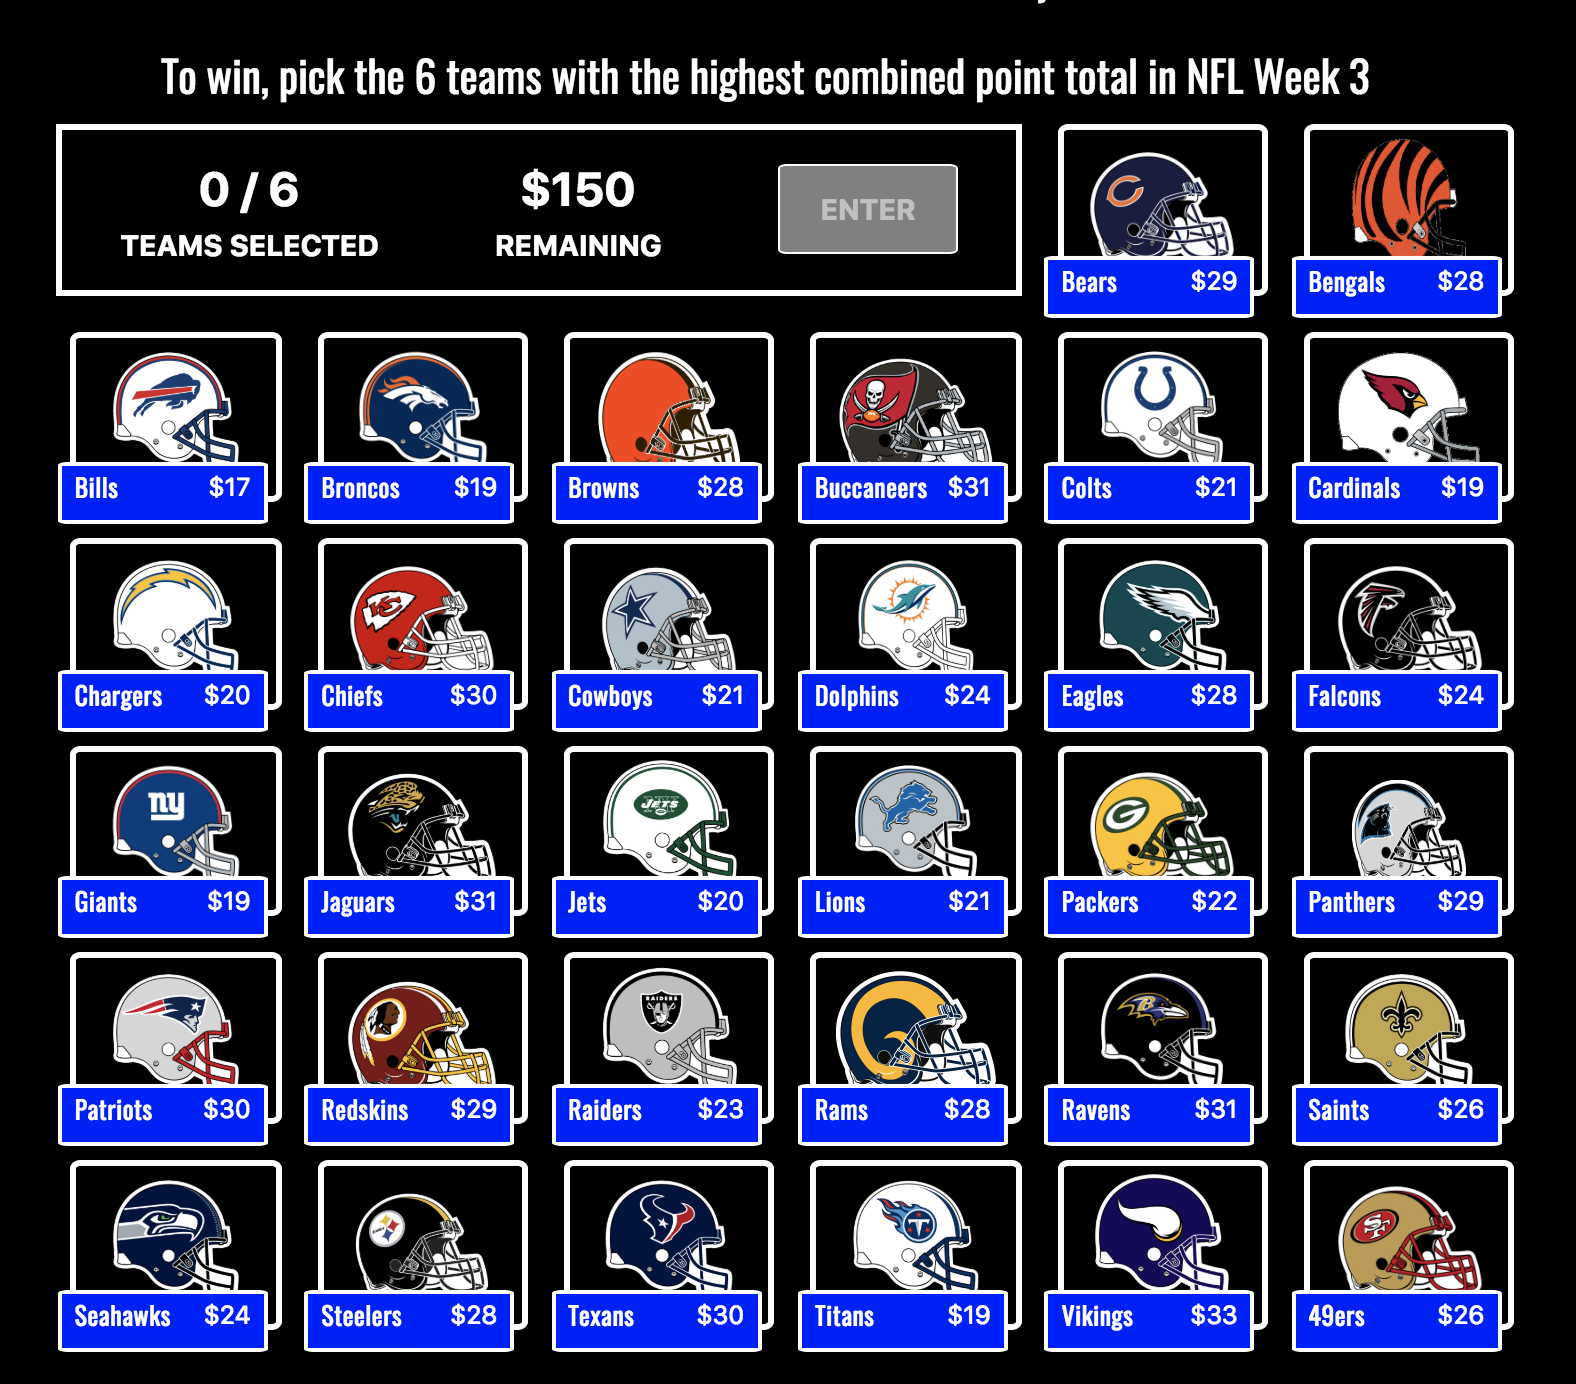 To win, pick the 6 teams with the highest combined point total in NFL Week 3
0 / 6 $150 ENTER
TEAMS SELECTED REMAINING
Bears $29 Bengals $28
Bills $17 Broncos $19 Browns $28 Buccaneers $31 Colts $21 Cardinals $19
Chargers $20 Chiefs $30 Cowboys $21 Dolphins $24 Eagles $28 Falcons $24
ny JETS G
Giants $19 Jaguars $31 Jets $20 Lions $21 Packers $22 Panthers $29
RAIDERS B
Patriots $30 Redskins $29 Raiders $23 Rams $28 Ravens $31 Saints $26
T SF
Seahawks $24 Steelers $28 Texans $30 Titans $19 Vikings $33 49ers $26